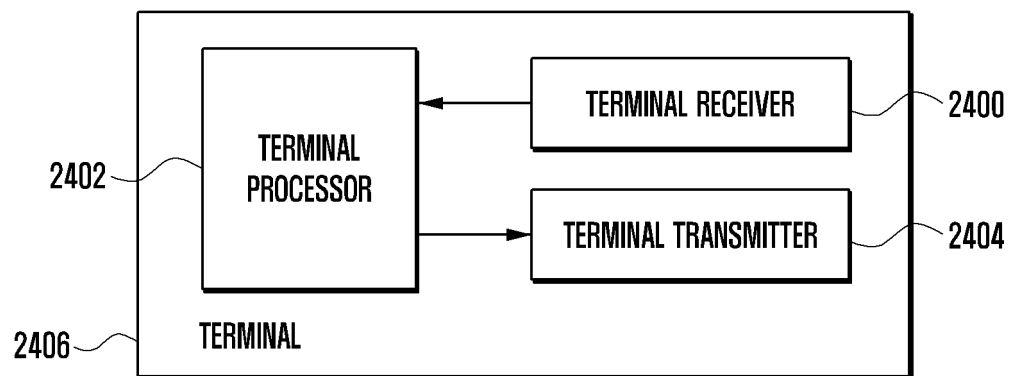 TERMINAL RECEIVER
2400
TERMINAL
PROCESSOR
2402
TERMINAL TRANSMITTER
2404
TERMINAL
2406